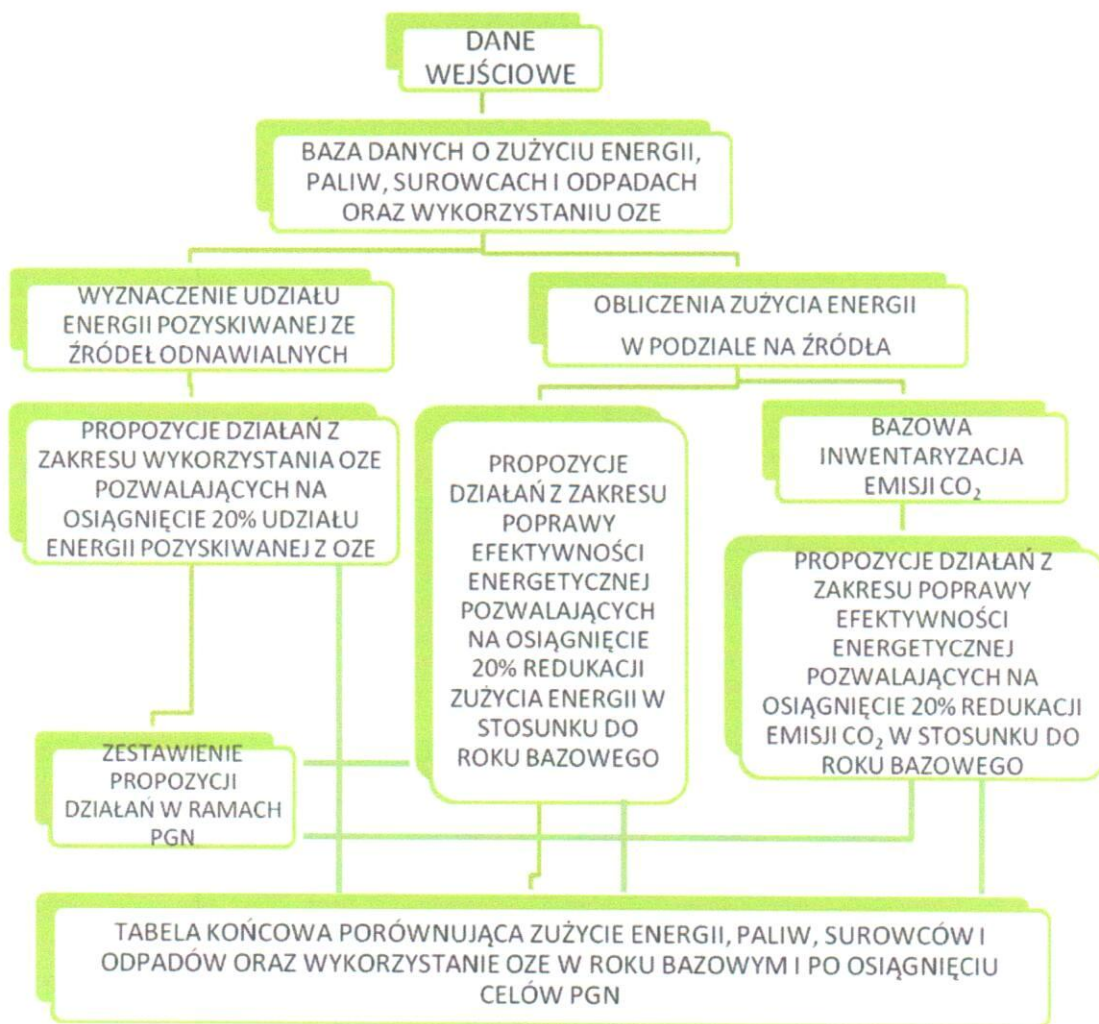 DANE
WEJŚCIOWE
BAZA DANYCH O ZUŻYCIU ENERGII,
PALIW, SUROWCACH I ODPADACH
ORAZ WYKORZYSTANIU OZE
WYZNACZENIE UDZIAŁU
ENERGII POZYSKIWANEJ ZE
ŹRÓDEŁ ODNAWIALNYCH
OBLICZENIA ZUŻYCIA ENERGII
W PODZIALE NA ŹRÓDŁA
PROPOZYCJE DZIAŁAŃ Z
ZAKRESU WYKORZYSTANIA OZE
POZWALAJĄCYCH NA
OSIĄGNIĘCIE 20% UDZIAŁU
ENERGII POZYSKIWANEJ Z OZE
PROPOZYCJE
DZIAŁAŃ Z ZAKRESU
POPRAWY
EFEKTYWNOŚCI
ENERGETYCZNEJ
POZWALAJĄCYCH
NA OSIĄGNIĘCIE
20% REDUKACJI
ZUŻYCIA ENERGII W
STOSUNKU DO
ROKU BAZOWEGO
BAZOWA
INWENTARYZACJA
EMISJI CO₂
PROPOZYCJE DZIAŁAŃ Z
ZAKRESU POPRAWY
EFEKTYWNOŚCI
ENERGETYCZNEJ
POZWALAJĄCYCH NA
OSIĄGNIĘCIE 20% REDUKACJI
EMISJI CO₂ W STOSUNKU DO
ROKU BAZOWEGO
ZESTAWIENIE
PROPOZYCJI
DZIAŁAŃ W RAMACH
PGN
TABELA KOŃCOWA PORÓWNUJĄCA ZUŻYCIE ENERGII, PALIW, SUROWCÓW I
ODPADÓW ORAZ WYKORZYSTANIE OZE W ROKU BAZOWYM I PO OSIĄGNIĘCIU
CELÓW PGN